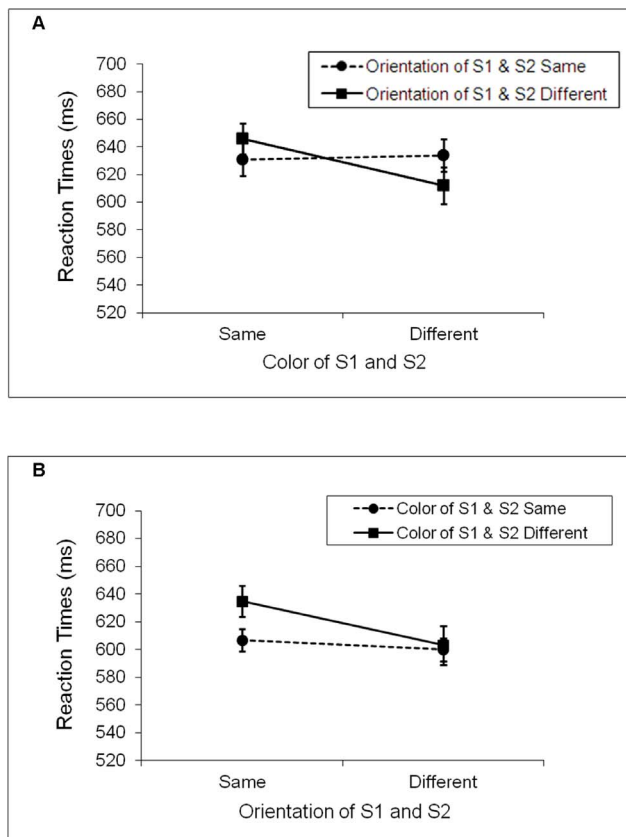 A
Orientation of S1 & S2 Same
Orientation of S1 & S2 Different
Reaction Times (ms)
700
680
660
640
620
600
580
560
540
520
Same Different
Color of S1 and S2
B
Color of S1 & S2 Same
Color of S1 & S2 Different
Reaction Times (ms)
700
680
660
640
620
600
580
560
540
520
Same Different
Orientation of S1 and S2